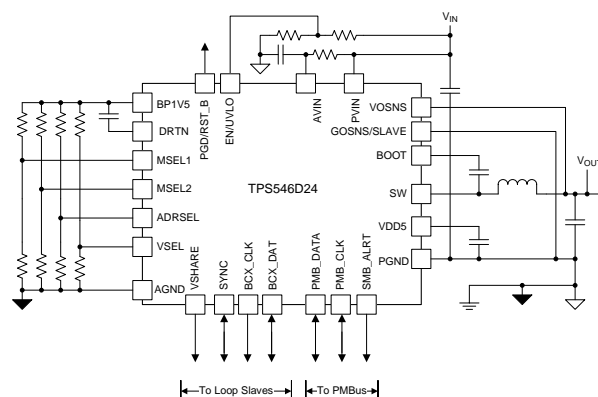 VIN
BP1V5
DRTN
MSEL1
MSEL2
ADRSEL
VSEL
AGND
PGD/RST_B
EN/UVLO
AVIN
PVIN
TPS546D24
VOSNS
GOSNS/SLAVE
BOOT
SW
VDD5
PGND
VOUT
VSHARE
SYNC
BCX_CLK
BCX_DAT
PMB_DATA
PMB_CLK
SMB_ALRT
To Loop Slaves
To PMBus